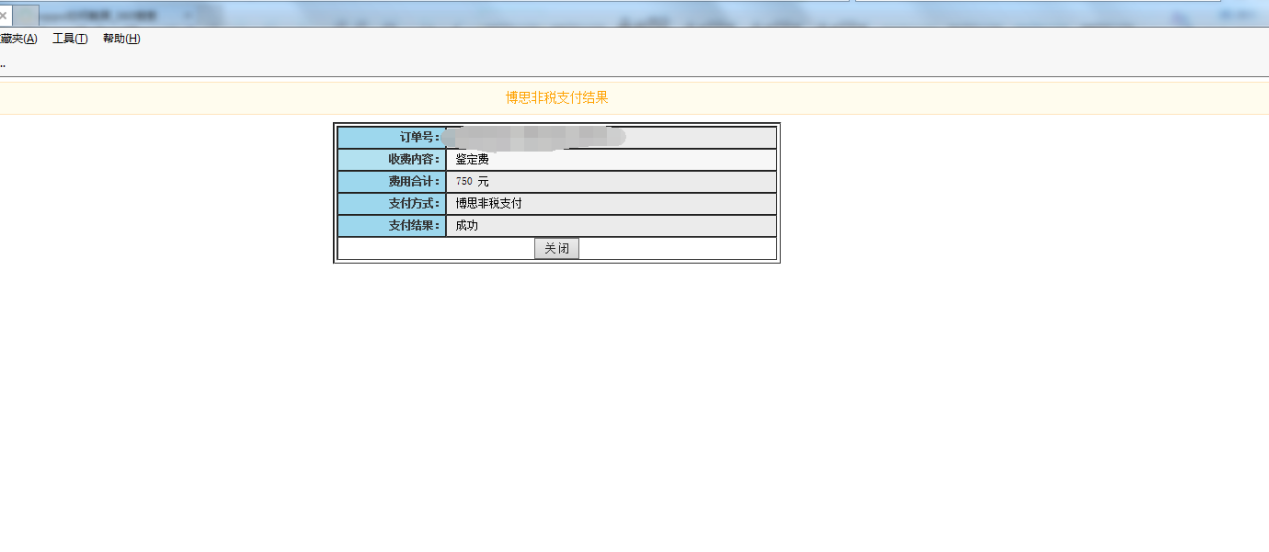 藏夹(A) 工具(T) 帮助(H)
..
博思非税支付结果
订单号：
收费内容： 鉴定费
费用合计： 750 元
支付方式： 博思非税支付
支付结果： 成功
关闭